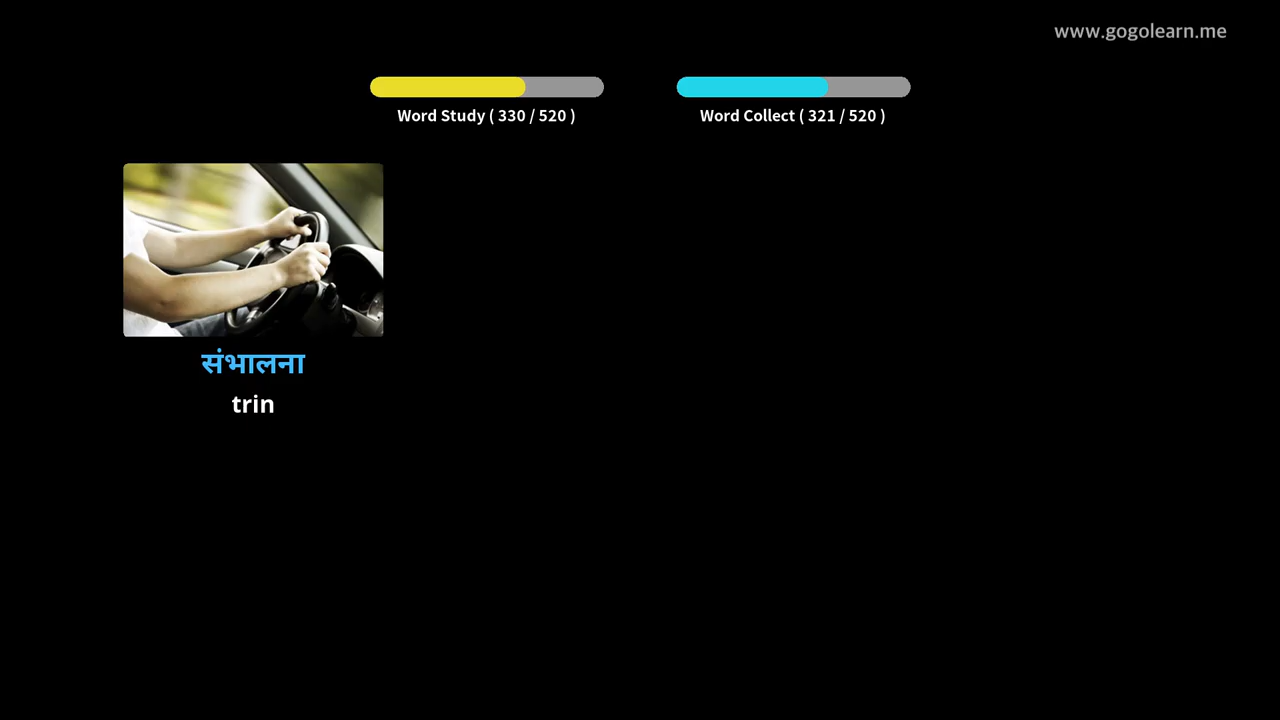 www.gogolearn.me
Word Study ( 330 / 520 )
Word Collect ( 321 / 520 )
संभालना
trin